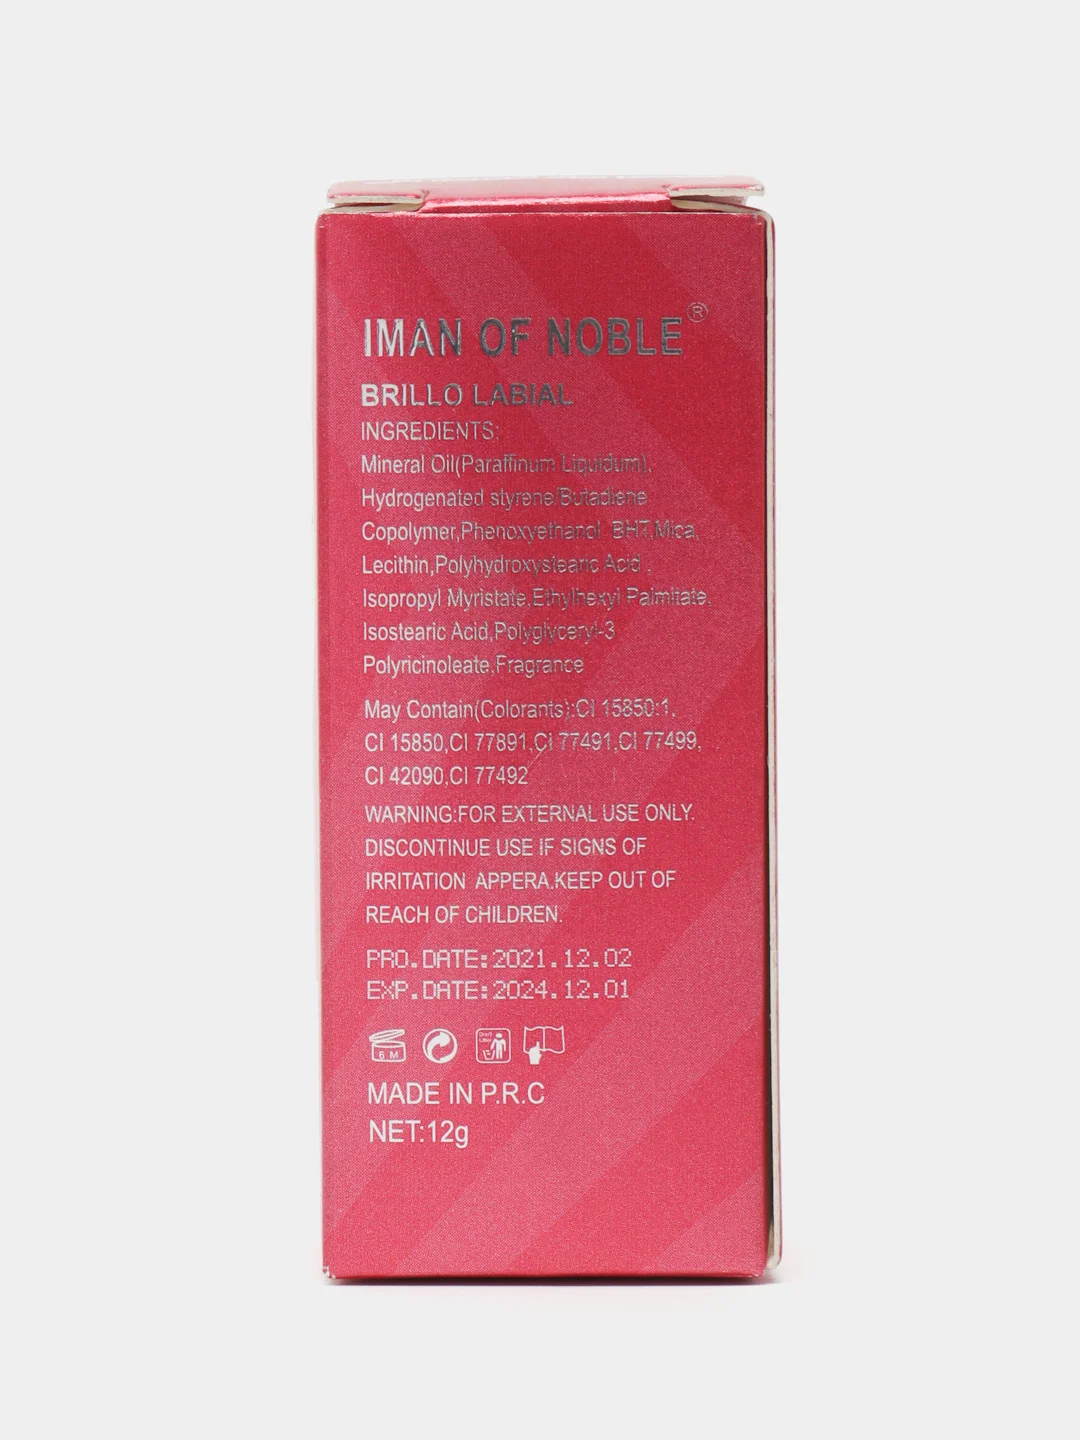 IMAN OF NOBLE®
BRILLO LABIAL
INGREDIENTS:
Mineral Oil(Paraffinum Liquidum),
Hydrogenated styrene/Butadiene
Copolymer,Phenoxyethanol BHT,Mica,
Lecithin,Polyhydroxystearic Acid .
Isopropyl Myristate,Ethylhexyl Palmitate,
Isostearic Acid,Polyglyceryl-3
Polyricinoleate,Fragrance
May Contain(Colorants):CI 15850:1,
CI 15850,CI 77891,CI 77491,CI 77499,
CI 42090,CI 77492
WARNING:FOR EXTERNAL USE ONLY.
DISCONTINUE USE IF SIGNS OF
IRRITATION APPERA.KEEP OUT OF
REACH OF CHILDREN.
PRO.DATE:2021.12.02
EXP.DATE:2024.12.01
6 M
MADE IN P.R.C
NET:12g